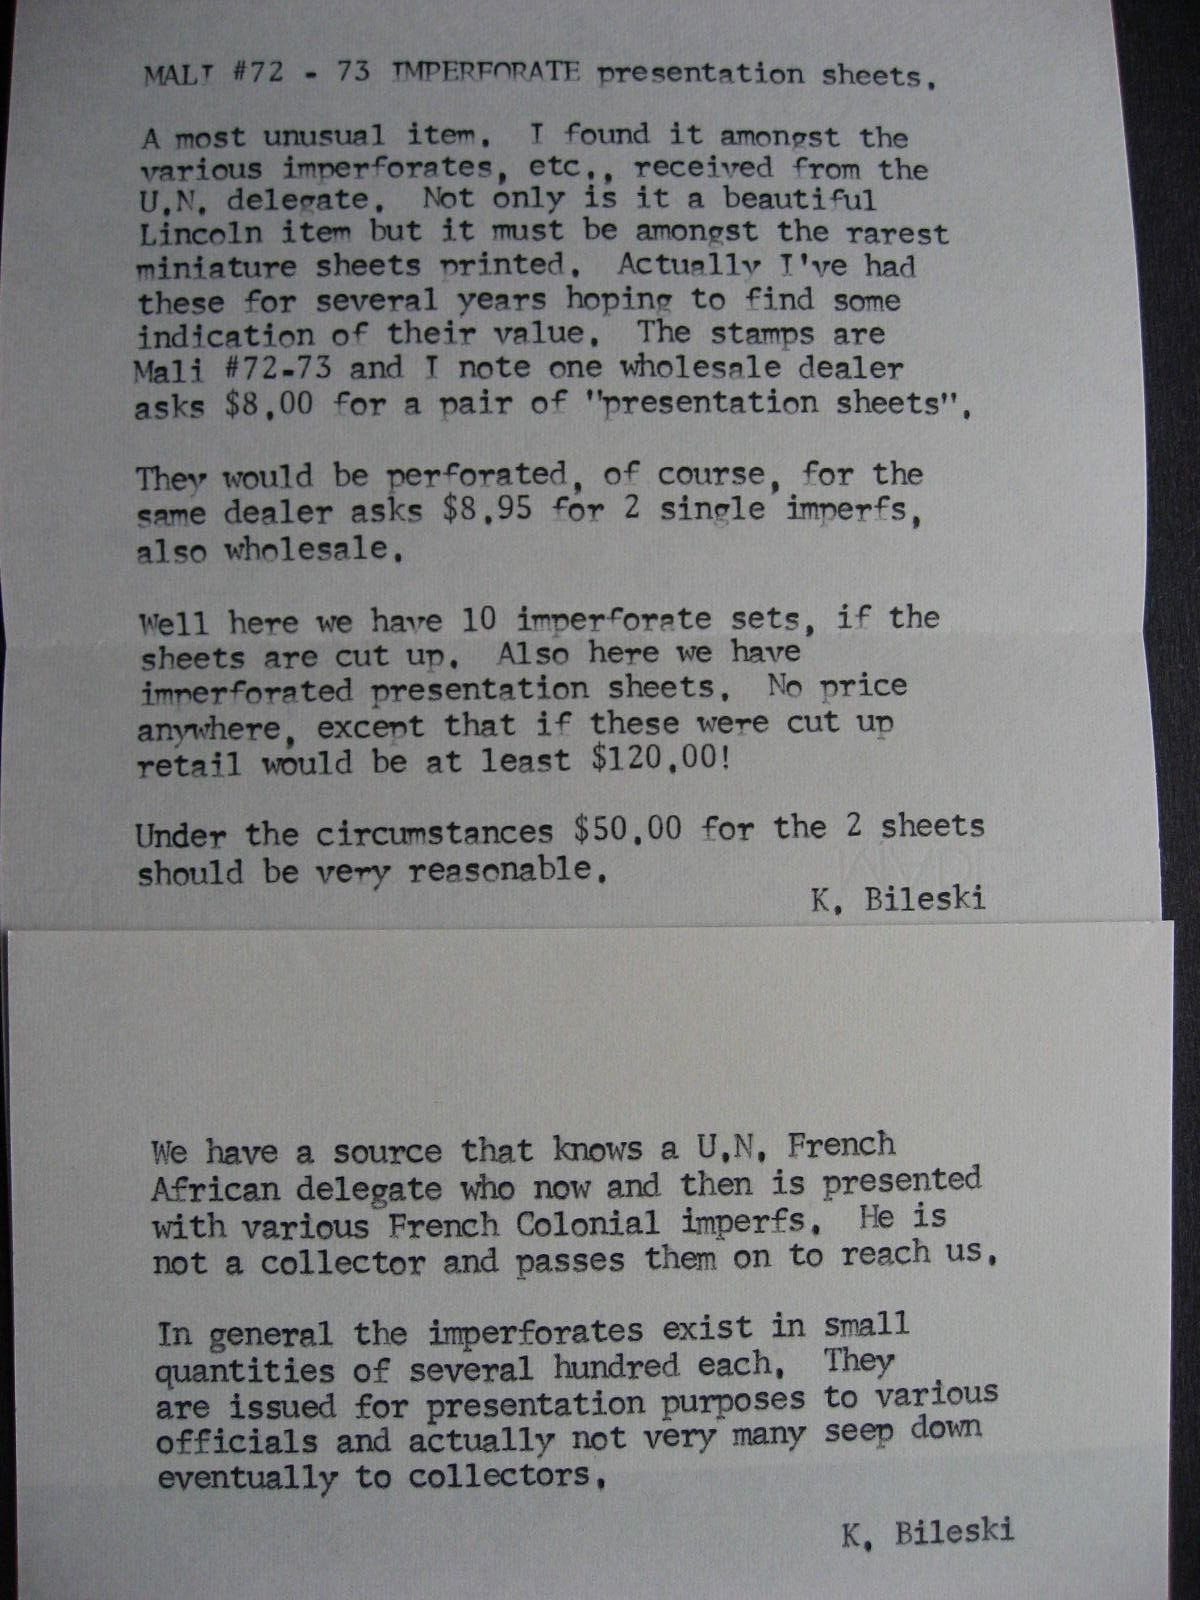 MALI #72 - 73 IMPERFORATE presentation sheets.
A most unusual item. I found it amongst the
various imperforates, etc., received from the
U.N. delegate. Not only is it a beautiful
Lincoln item but it must be amongst the rarest
miniature sheets printed. Actually I've had
these for several years hoping to find some
indication of their value. The stamps are
Mali #72-73 and I note one wholesale dealer
asks $8.00 for a pair of "presentation sheets".
They would be perforated, of course, for the
same dealer asks $8.95 for 2 single imperfs,
also wholesale.
Well here we have 10 imperforate sets, if the
sheets are cut up. Also here we have
imperforated presentation sheets. No price
anywhere, except that if these were cut up
retail would be at least $120.00!
Under the circumstances $50.00 for the 2 sheets
should be very reasonable.
K. Bileski
We have a source that knows a U.N. French
African delegate who now and then is presented
with various French Colonial imperfs. He is
not a collector and passes them on to reach us.
In general the imperforates exist in small
quantities of several hundred each. They
are issued for presentation purposes to various
officials and actually not very many seep down
eventually to collectors.
K. Bileski